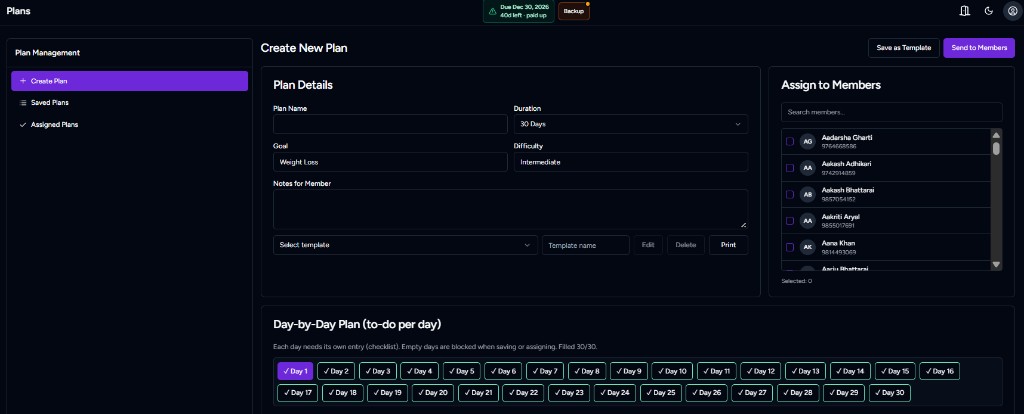 Plans
Due Dec 30, 2026
40d left · paid up
Backup
Plan Management
Create Plan
Saved Plans
Assigned Plans
Create New Plan
Save as Template
Send to Members
Plan Details
Plan Name
Duration
30 Days
Goal
Difficulty
Weight Loss
Intermediate
Notes for Member
Select template
Template name
Edit
Delete
Print
Assign to Members
Search members...
AG
Aadarsha Gharti
9764668586
AA
Aakash Adhikari
9742914859
AB
Aakash Bhattarai
9857054152
AA
Aakriti Aryal
9855017691
AK
Aana Khan
9814493069
Aarju Bhattarai
Selected: 0
Day-by-Day Plan (to-do per day)
Each day needs its own entry (checklist). Empty days are blocked when saving or assigning. Filled 30/30.
✓ Day 1 ✓ Day 2 ✓ Day 3 ✓ Day 4 ✓ Day 5 ✓ Day 6 ✓ Day 7 ✓ Day 8 ✓ Day 9 ✓ Day 10 ✓ Day 11 ✓ Day 12 ✓ Day 13 ✓ Day 14 ✓ Day 15 ✓ Day 16
✓ Day 17 ✓ Day 18 ✓ Day 19 ✓ Day 20 ✓ Day 21 ✓ Day 22 ✓ Day 23 ✓ Day 24 ✓ Day 25 ✓ Day 26 ✓ Day 27 ✓ Day 28 ✓ Day 29 ✓ Day 30